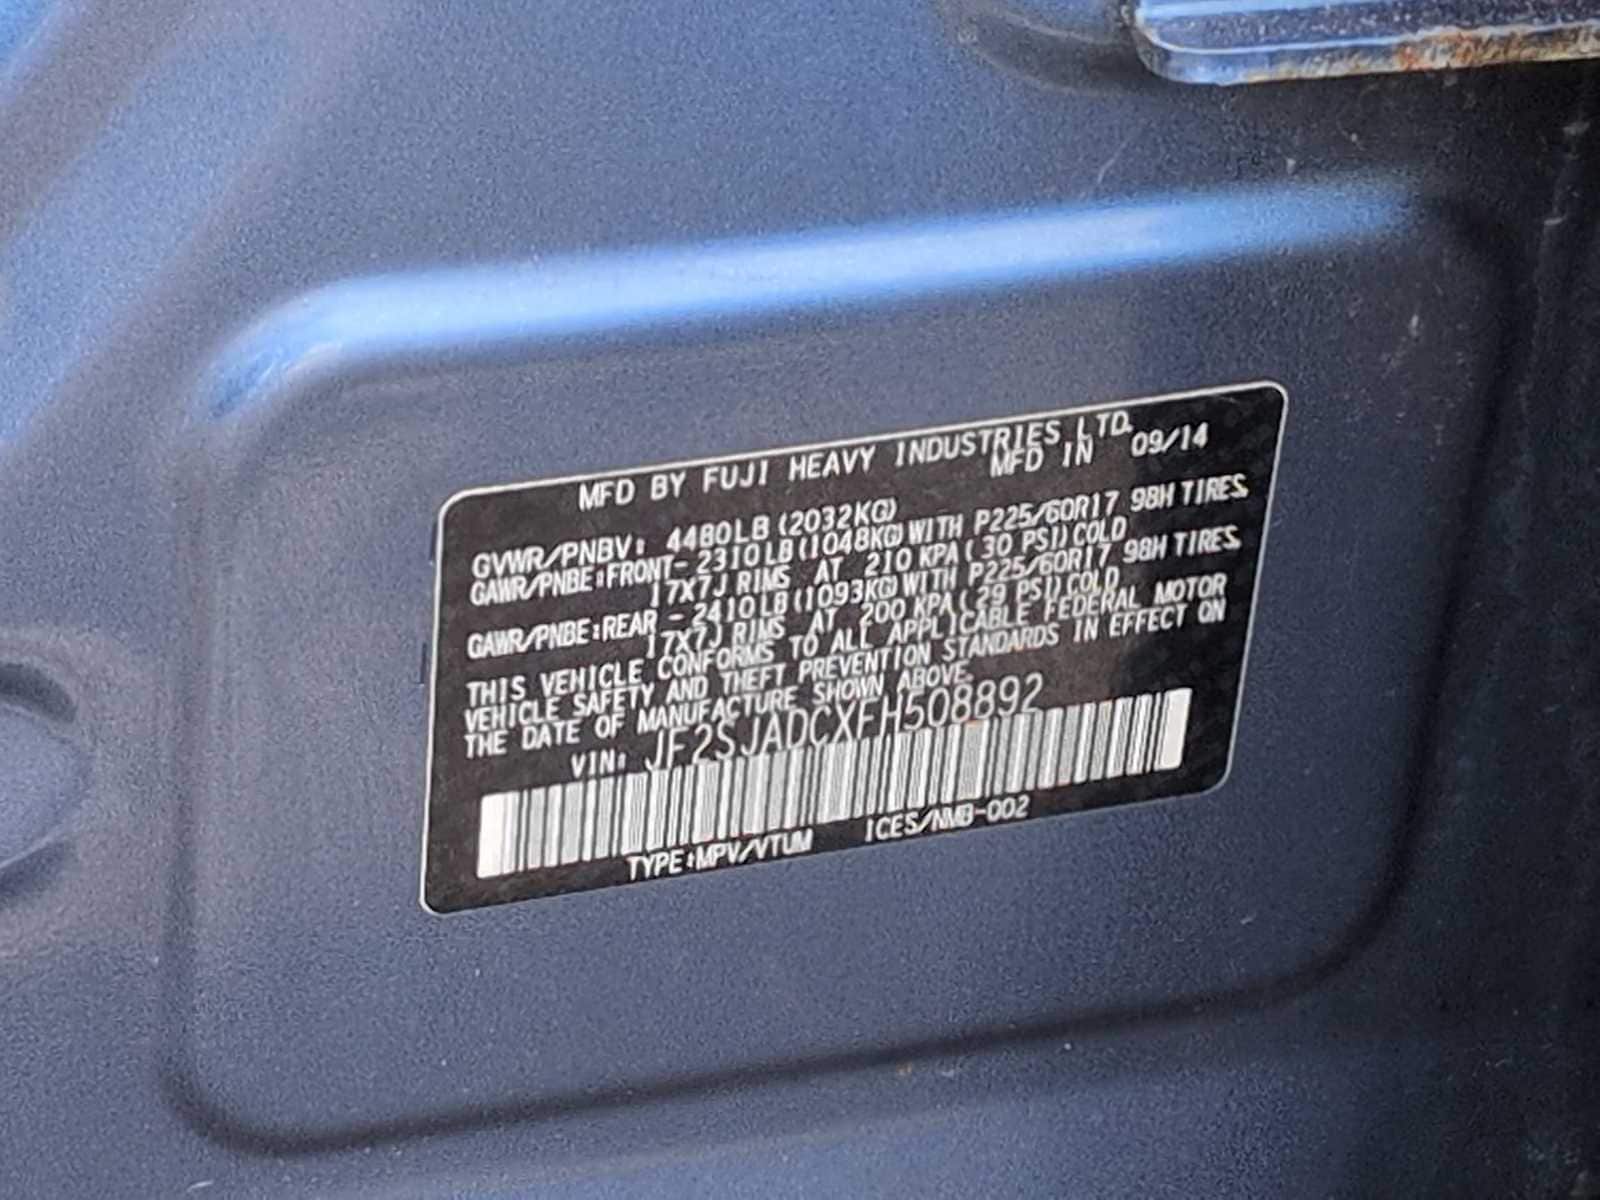 MFD BY FUJI HEAVY INDUSTRIES LTD.
MFD IN 09/14
GVWR/PNBV: 4480LB (2032KG)
GAWR/PNBE:FRONT- 2310LB(1048KG)WITH P225/60R17 98H TIRES,
17X7J RIMS AT 210 KPA( 30 PSI)COLD
GAWR/PNBE:REAR - 2410LB(1093KG)WITH P225/60R17 98H TIRES,
17X7J RIMS AT 200 KPA( 29 PSI)COLD
THIS VEHICLE CONFORMS TO ALL APPLICABLE FEDERAL MOTOR
VEHICLE SAFETY AND THEFT PREVENTION STANDARDS IN EFFECT ON
THE DATE OF MANUFACTURE SHOWN ABOVE.
VIN: JF2SJADCXFH508892
TYPE:MPV/VTUM ICES/NMB-002